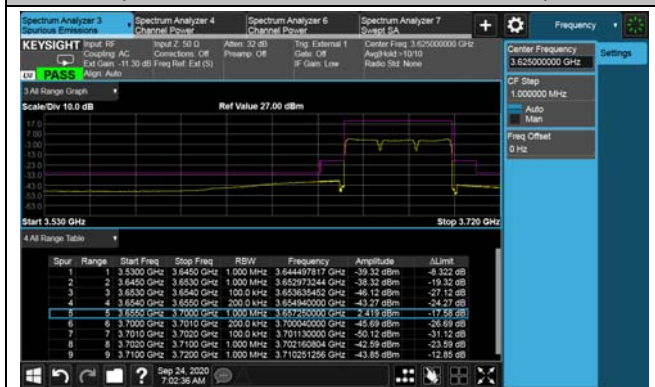 Spectrum Analyzer 3
Spurious Emissions
Spectrum Analyzer 4
Channel Power
Spectrum Analyzer 6
Channel Power
Spectrum Analyzer 7
Swept SA
Frequency
KEYSIGHT Input: RF
Coupling: AC
Ext Gain: -11.30 dB
Align: Auto
Input Z: 50 Ω
Corrections: Off
Freq Ref: Ext (S)
Atten: 32 dB
Preamp: Off
Trig: External 1
Gate: Off
IF Gain: Low
Center Freq: 3.625000000 GHz
Avg|Hold:>10/10
Radio Std: None
LXI PASS
Center Frequency
3.625000000 GHz
Settings
CF Step
1.000000 MHz
Auto
Man
Freq Offset
0 Hz
3 All Range Graph
Scale/Div 10.0 dB
Ref Value 27.00 dBm
17.0
7.00
-3.00
-13.0
-23.0
-33.0
-43.0
-53.0
-63.0
Start 3.530 GHz
Stop 3.720 GHz
4 All Range Table
Spur Range Start Freq Stop Freq RBW Frequency Amplitude ΔLimit
1 1 3.5300 GHz 3.6450 GHz 1.000 MHz 3.644497817 GHz -39.32 dBm -8.322 dB
2 2 3.6450 GHz 3.6530 GHz 1.000 MHz 3.652973244 GHz -38.32 dBm -19.32 dB
3 3 3.6530 GHz 3.6540 GHz 100.0 kHz 3.653635452 GHz -46.12 dBm -27.12 dB
4 4 3.6540 GHz 3.6550 GHz 200.0 kHz 3.654940000 GHz -43.27 dBm -24.27 dB
5 5 3.6550 GHz 3.7000 GHz 1.000 MHz 3.657250000 GHz 2.419 dBm -17.58 dB
6 6 3.7000 GHz 3.7010 GHz 200.0 kHz 3.700040000 GHz -45.69 dBm -26.69 dB
7 7 3.7010 GHz 3.7020 GHz 100.0 kHz 3.701130000 GHz -50.12 dBm -31.12 dB
8 8 3.7020 GHz 3.7100 GHz 1.000 MHz 3.702160804 GHz -42.59 dBm -23.59 dB
9 9 3.7100 GHz 3.7200 GHz 1.000 MHz 3.710251256 GHz -43.85 dBm -12.85 dB
Sep 24, 2020
7:02:36 AM